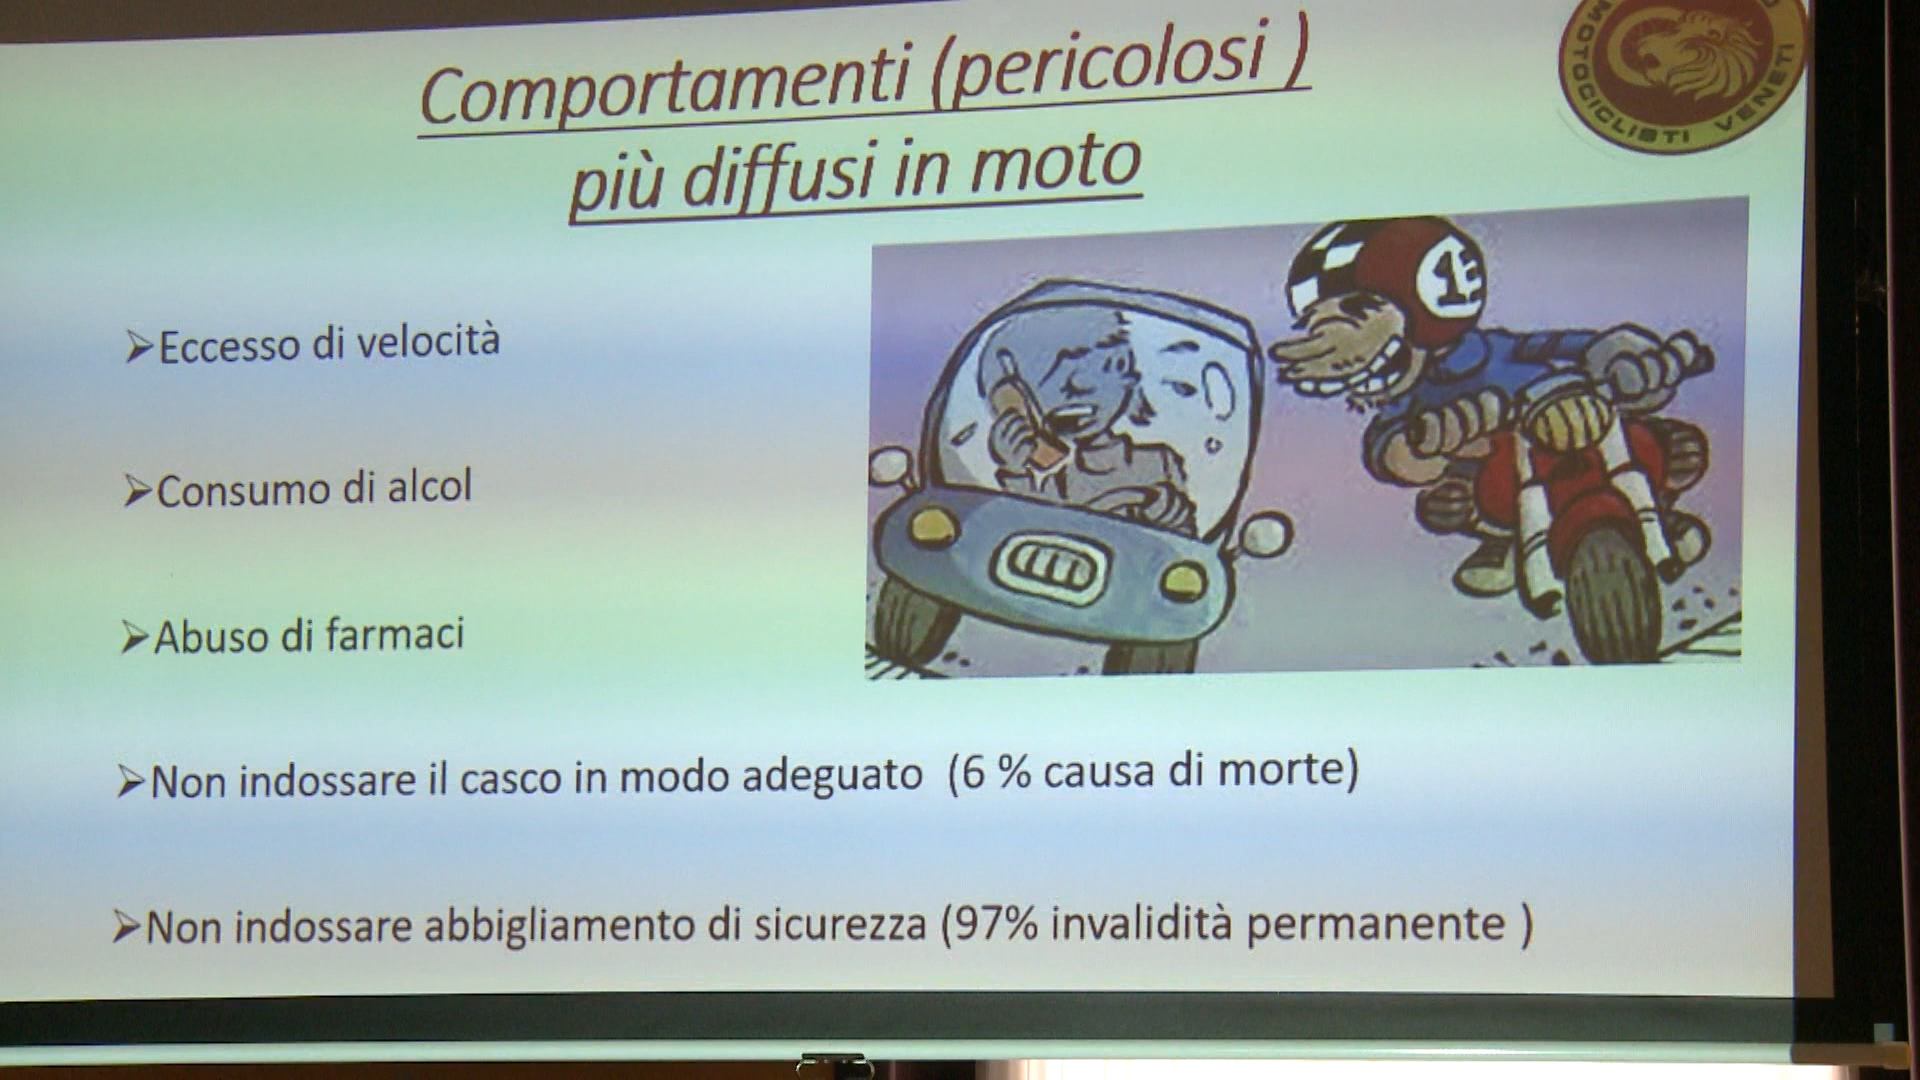 Comportamenti (pericolosi )
più diffusi in moto
MOTOCICLISTI VENETI
➢Eccesso di velocità
➢Consumo di alcol
➢Abuso di farmaci
➢Non indossare il casco in modo adeguato (6 % causa di morte)
➢Non indossare abbigliamento di sicurezza (97% invalidità permanente )